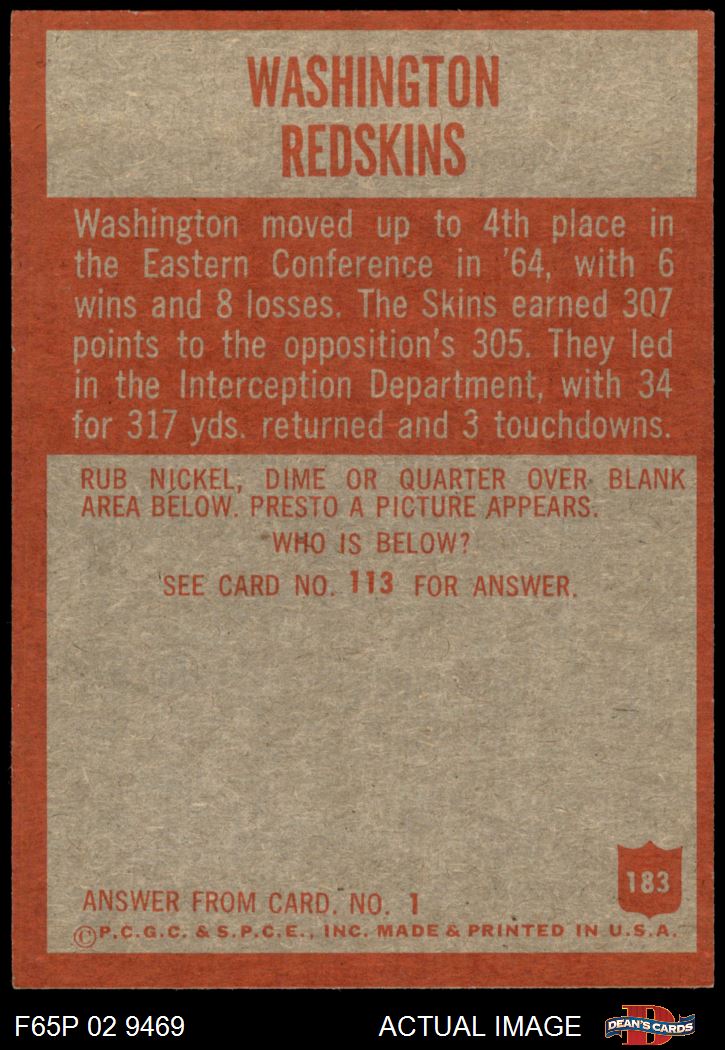 WASHINGTON
REDSKINS
Washington moved up to 4th place in
the Eastern Conference in '64, with 6
wins and 8 losses. The Skins earned 307
points to the opposition's 305. They led
in the Interception Department, with 34
for 317 yds. returned and 3 touchdowns.
RUB NICKEL, DIME OR QUARTER OVER BLANK
AREA BELOW. PRESTO A PICTURE APPEARS.
WHO IS BELOW?
SEE CARD NO. 113 FOR ANSWER.
183
ANSWER FROM CARD. NO. 1
©P.C.G.C. & S.P.C.E., INC. MADE & PRINTED IN U.S.A.
F65P 02 9469
ACTUAL IMAGE
D
DEAN'S CARDS